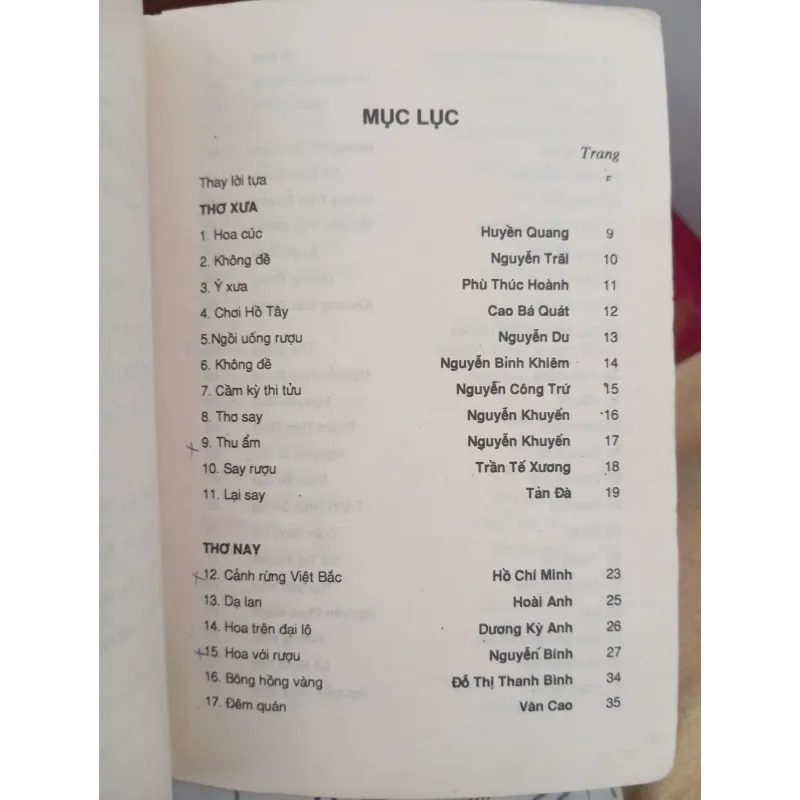 MỤC LỤC
Trang
Thay lời tựa
THƠ XƯA
1. Hoa cúc Huyền Quang 9
2. Không đề Nguyễn Trãi 10
3. Ý xưa Phù Thúc Hoành 11
4. Chơi Hồ Tây Cao Bá Quát 12
5.Ngồi uống rượu Nguyễn Du 13
6. Không đề Nguyễn Bỉnh Khiêm 14
7. Cầm kỳ thi tửu Nguyễn Công Trứ 15
8. Thơ say Nguyễn Khuyến 16
9. Thu ẩm Nguyễn Khuyến 17
10. Say rượu Trần Tế Xương 18
11. Lại say Tản Đà 19
THƠ NAY
12. Cảnh rừng Việt Bắc Hồ Chí Minh 23
13. Dạ lan Hoài Anh 25
14. Hoa trên đại lộ Dương Kỳ Anh 26
15. Hoa với rượu Nguyễn Bính 27
16. Bông hồng vàng Đỗ Thị Thanh Bình 34
17. Đêm quán Văn Cao 35